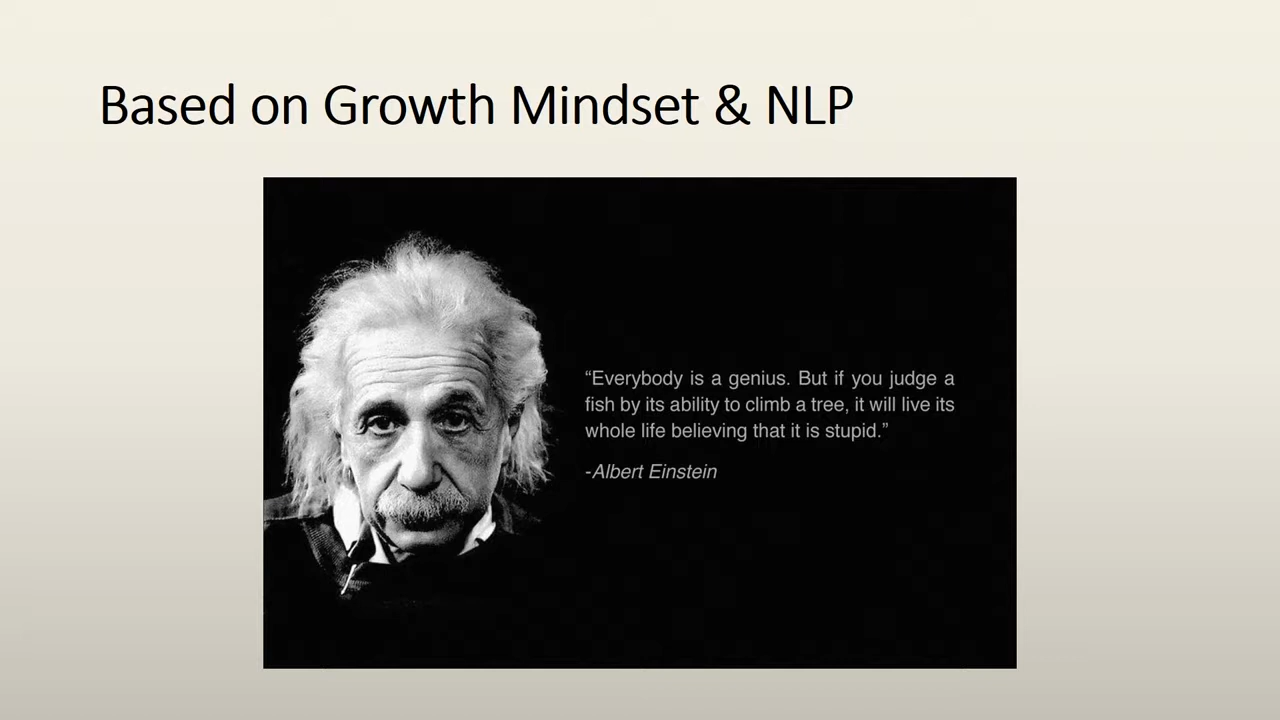 Based on Growth Mindset & NLP
“Everybody is a genius. But if you judge a
fish by its ability to climb a tree, it will live its
whole life believing that it is stupid.”
-Albert Einstein